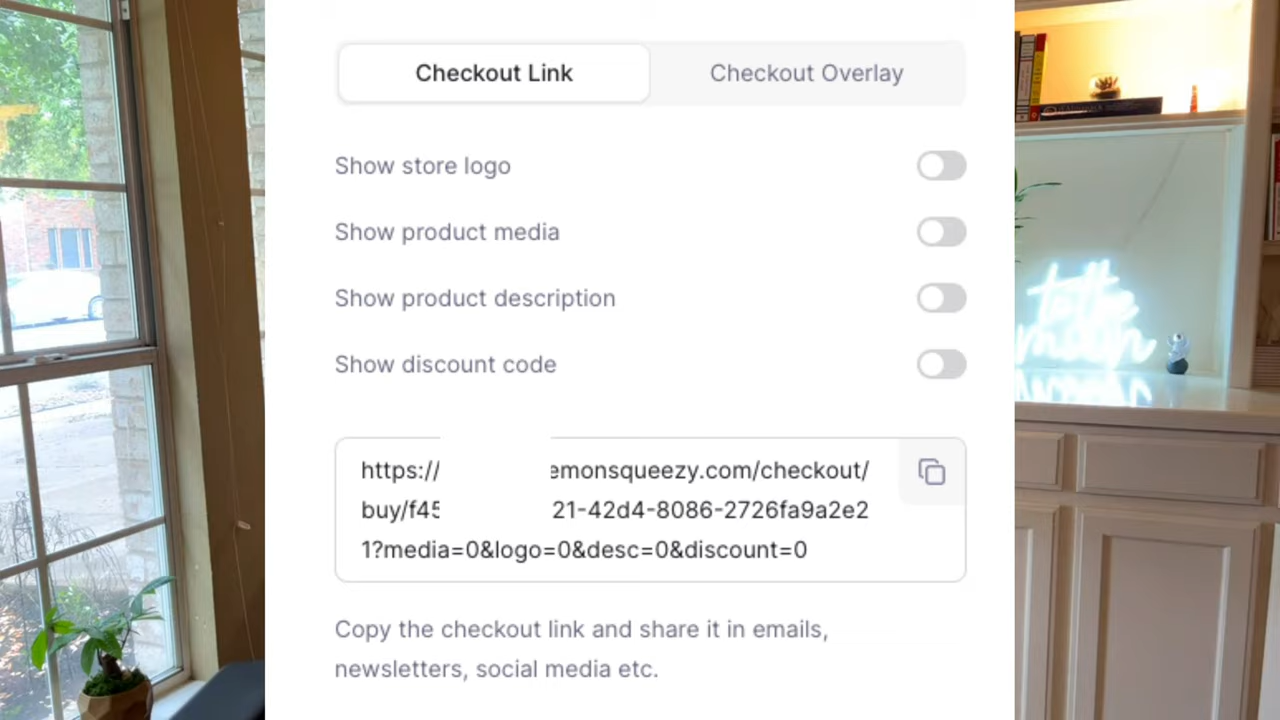 Checkout Link
Checkout Overlay
Show store logo
Show product media
Show product description
Show discount code
https:// emonsqueezy.com/checkout/
buy/f45 21-42d4-8086-2726fa9a2e2
1?media=0&logo=0&desc=0&discount=0
Copy the checkout link and share it in emails,
newsletters, social media etc.